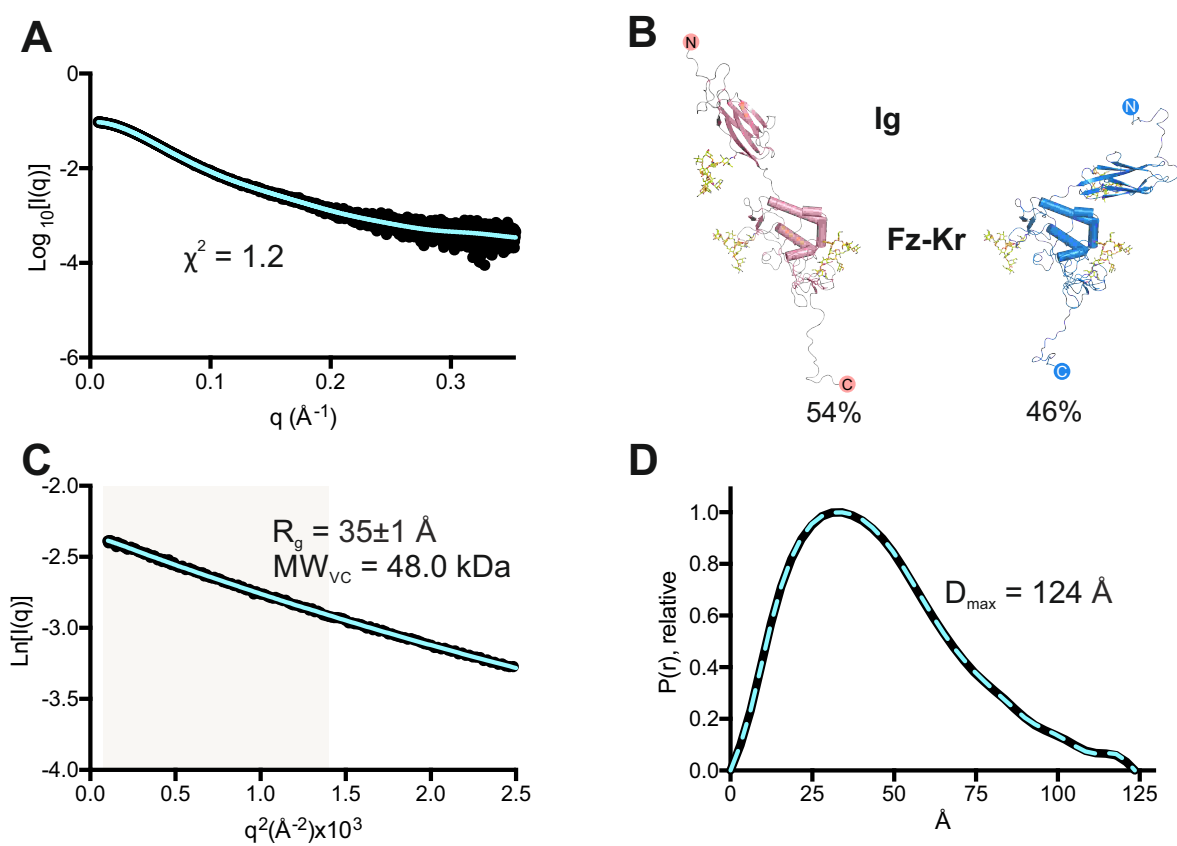 A
0
-2
-4
-6
Log₁₀[I(q)]
χ² = 1.2
0.0 0.1 0.2 0.3
q (Å⁻¹)
B
N
N
Ig
Fz-Kr
C
C
54% 46%
C
-2.0
-2.5
-3.0
-3.5
-4.0
Ln[I(q)]
R_g = 35±1 Å
MW_VC = 48.0 kDa
0.0 0.5 1.0 1.5 2.0 2.5
q²(Å⁻²)x10³
D
1.0
0.8
0.6
0.4
0.2
0.0
P(r), relative
D_max = 124 Å
0 25 50 75 100 125
Å